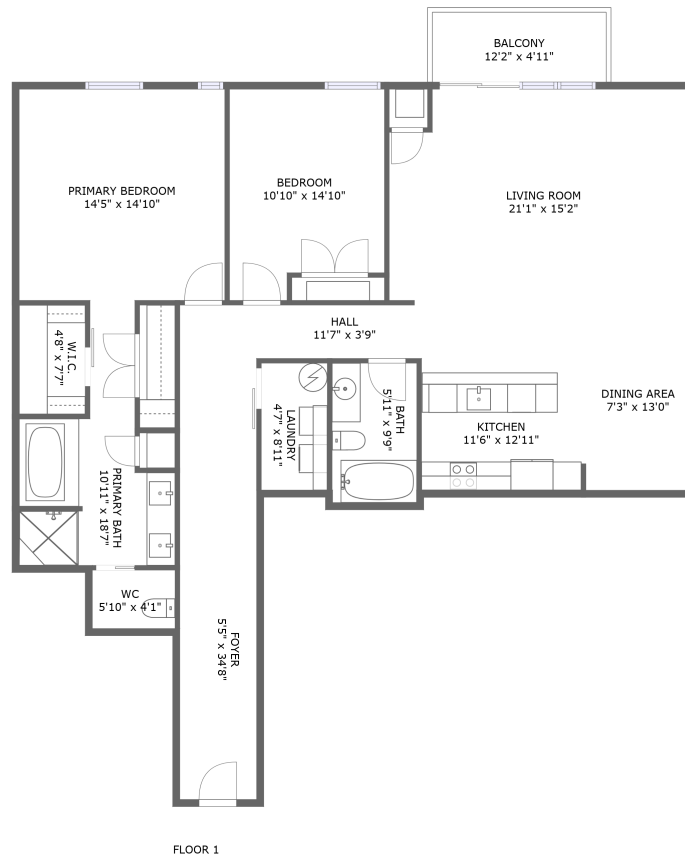 BALCONY
12'2" x 4'11"
PRIMARY BEDROOM
14'5" x 14'10"
BEDROOM
10'10" x 14'10"
LIVING ROOM
21'1" x 15'2"
HALL
11'7" x 3'9"
W.I.C.
4'8" x 7'7"
LAUNDRY
4'7" x 8'11"
BATH
5'11" x 9'9"
DINING AREA
7'3" x 13'0"
KITCHEN
11'6" x 12'11"
PRIMARY BATH
10'11" x 18'7"
WC
5'10" x 4'1"
FOYER
5'5" x 34'8"
FLOOR 1